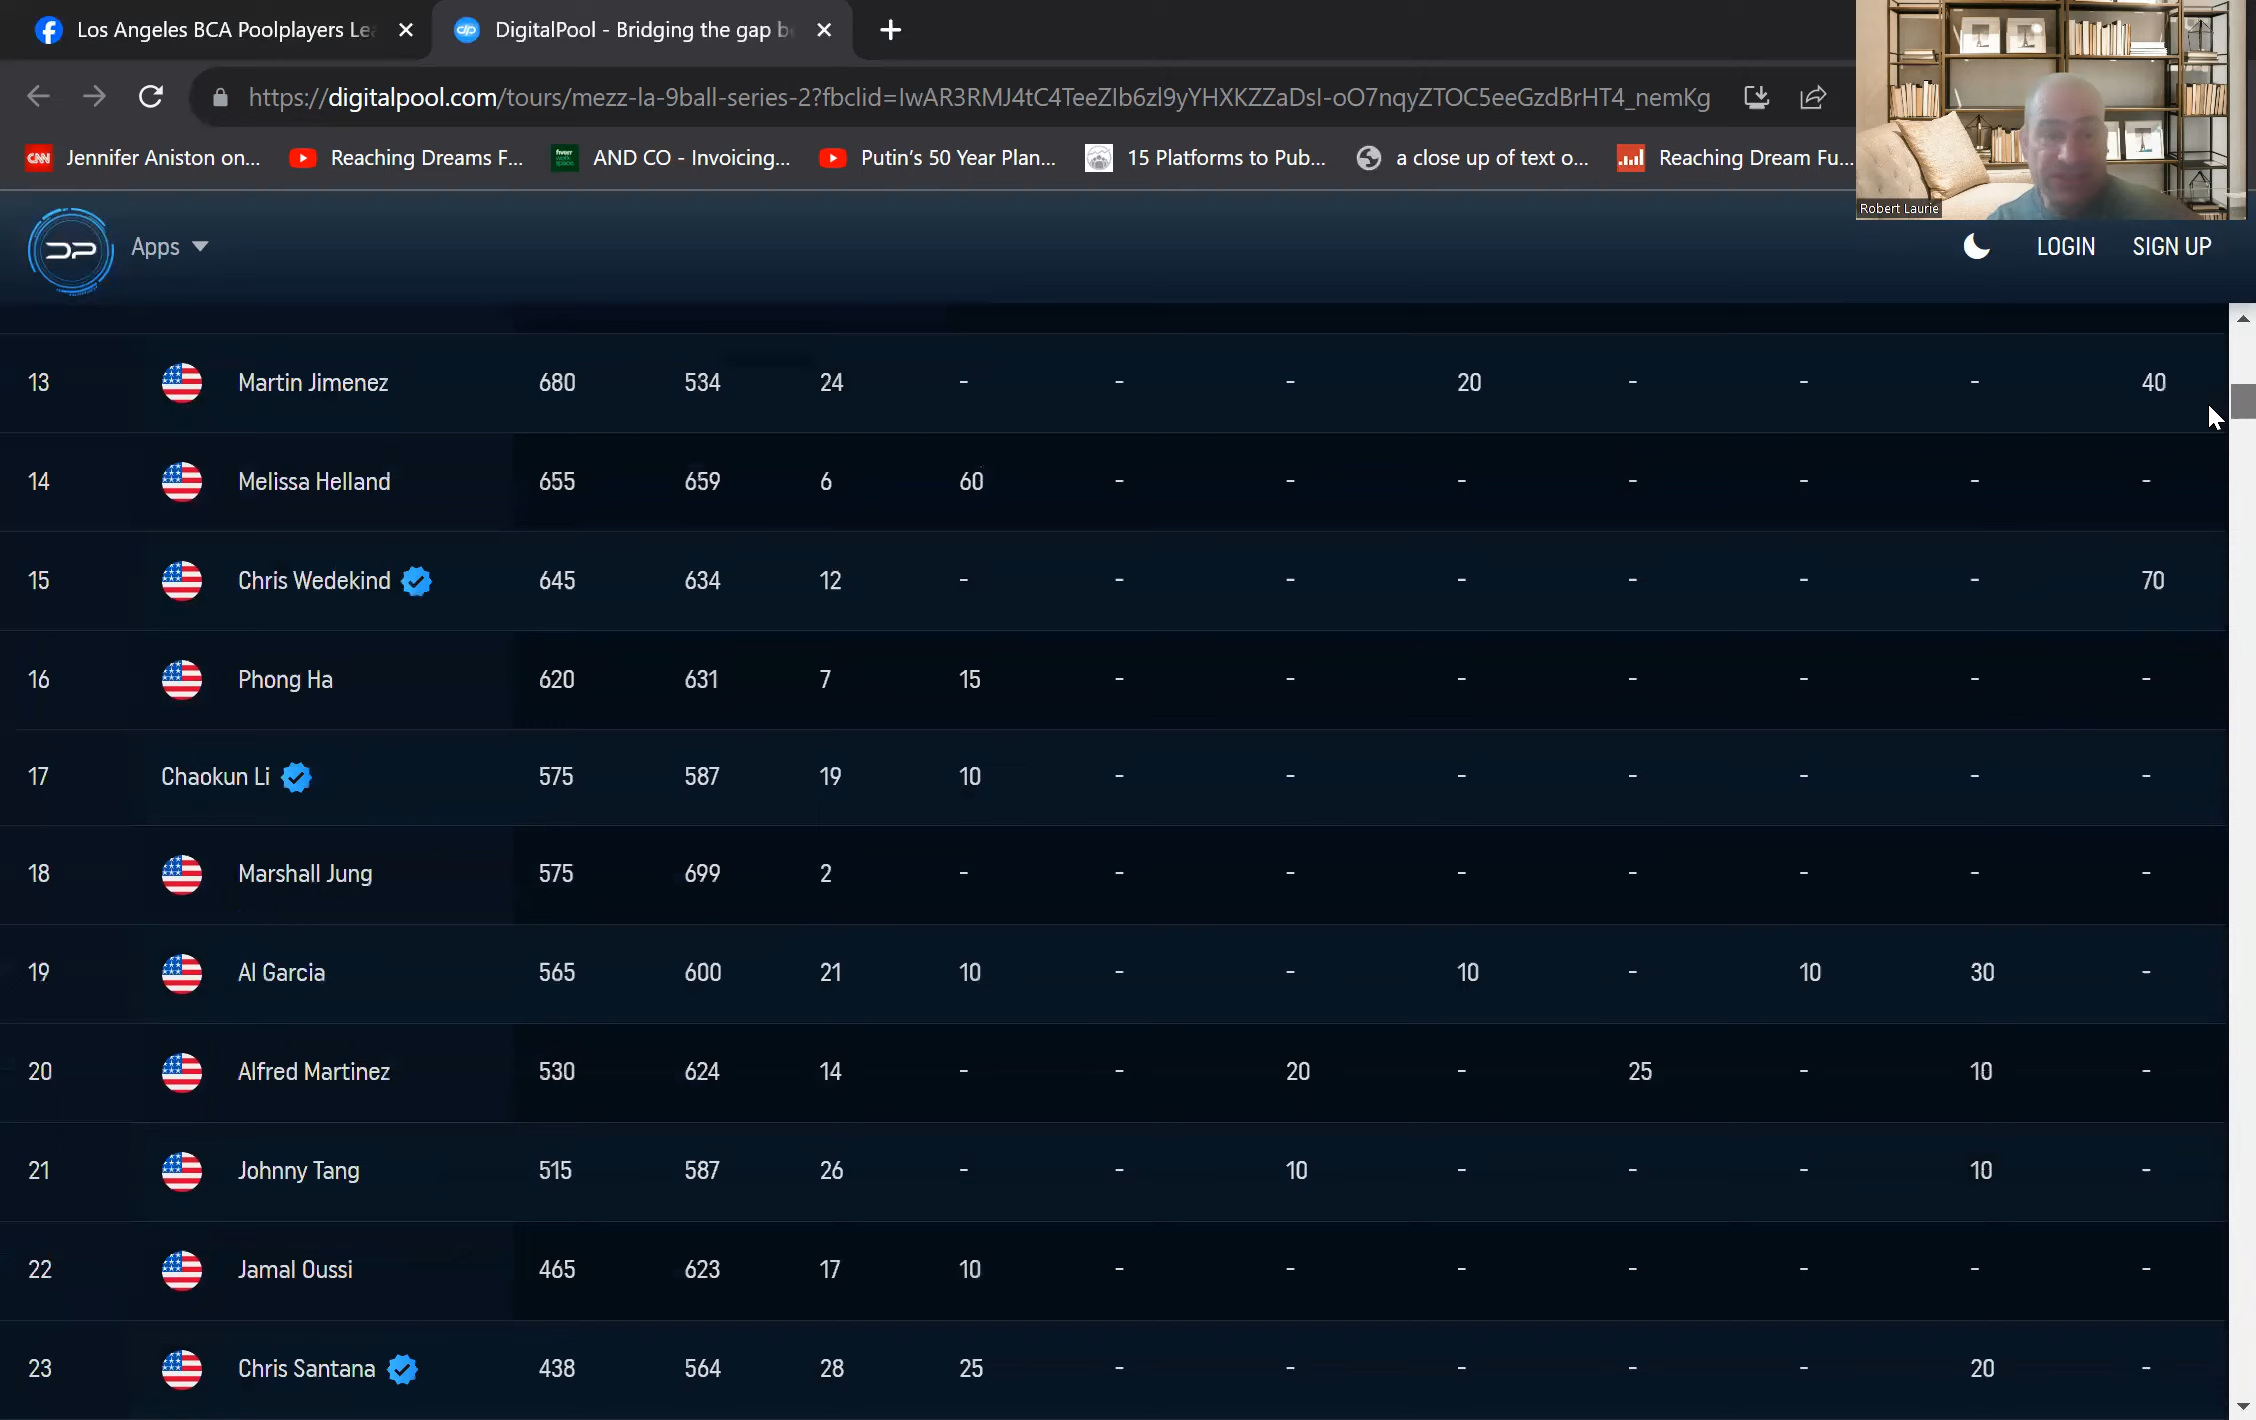 Los Angeles BCA Poolplayers Le
DigitalPool - Bridging the gap b
https://digitalpool.com/tours/mezz-la-9ball-series-2?fbclid=IwAR3RMJ4tC4TeeZIb6zl9yYHXKZZaDsI-oO7nqyZTOC5eeGzdBrHT4_nemKg
CNN Jennifer Aniston on... Reaching Dreams F... fiverr workspace AND CO - Invoicing... Putin's 50 Year Plan... 15 Platforms to Pub... a close up of text o... Reaching Dream Fu...
Robert Laurie
DP Apps LOGIN SIGN UP
13 Martin Jimenez 680 534 24 - - - 20 - - - 40
14 Melissa Helland 655 659 6 60 - - - - - - -
15 Chris Wedekind 645 634 12 - - - - - - - 70
16 Phong Ha 620 631 7 15 - - - - - - -
17 Chaokun Li 575 587 19 10 - - - - - - -
18 Marshall Jung 575 699 2 - - - - - - - -
19 Al Garcia 565 600 21 10 - - 10 - 10 30 -
20 Alfred Martinez 530 624 14 - - 20 - 25 - 10 -
21 Johnny Tang 515 587 26 - - 10 - - - 10 -
22 Jamal Oussi 465 623 17 10 - - - - - - -
23 Chris Santana 438 564 28 25 - - - - - 20 -